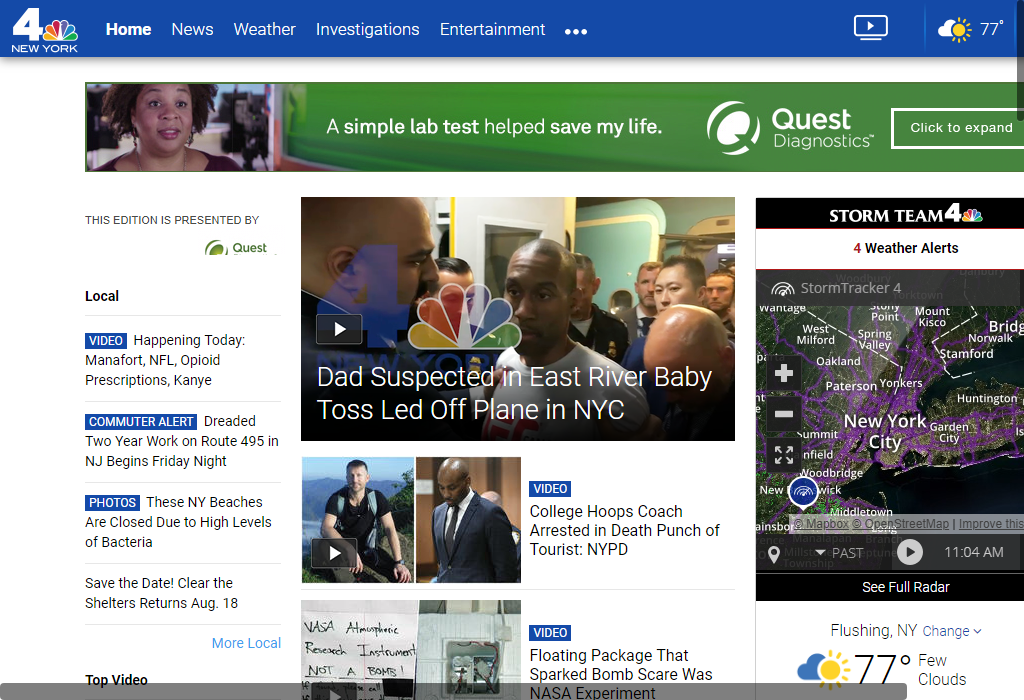 4
NEW YORK
Home News Weather Investigations Entertainment
77°
A simple lab test helped save my life.
Quest
Diagnostics™
Click to expand
THIS EDITION IS PRESENTED BY
Quest
Local
VIDEO Happening Today:
Manafort, NFL, Opioid
Prescriptions, Kanye
COMMUTER ALERT Dreaded
Two Year Work on Route 495 in
NJ Begins Friday Night
PHOTOS These NY Beaches
Are Closed Due to High Levels
of Bacteria
Save the Date! Clear the
Shelters Returns Aug. 18
More Local
Top Video
4
NEW YORK
Dad Suspected in East River Baby
Toss Led Off Plane in NYC
VIDEO
College Hoops Coach
Arrested in Death Punch of
Tourist: NYPD
NASA Atmospheric
Research Instrument
NOT A BOMB!
VIDEO
Floating Package That
Sparked Bomb Scare Was
NASA Experiment
STORM TEAM 4
4 Weather Alerts
StormTracker 4
Woodbury
Danbury
Yorktown
Wantage
Stony
Point
Mount
Kisco
West
Milford
Spring
Valley
Norwalk
Stamford
Oakland
Paterson
Yonkers
Huntington
New York
City
Garden
City
Summit
Woodbridge
Middletown
© Mapbox © OpenStreetMap | Improve this
PAST
11:04 AM
See Full Radar
Flushing, NY Change
77° Few
Clouds